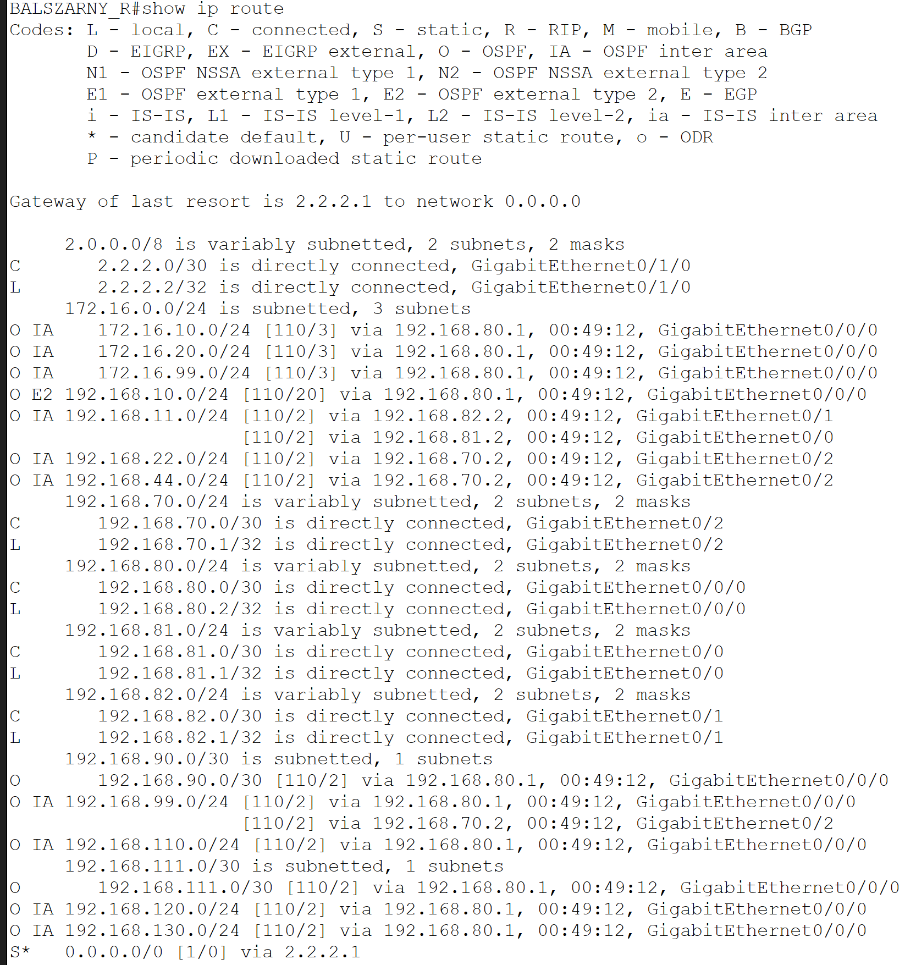 BALSZARNY_R#show ip route
Codes: L - local, C - connected, S - static, R - RIP, M - mobile, B - BGP
       D - EIGRP, EX - EIGRP external, O - OSPF, IA - OSPF inter area
       N1 - OSPF NSSA external type 1, N2 - OSPF NSSA external type 2
       E1 - OSPF external type 1, E2 - OSPF external type 2, E - EGP
       i - IS-IS, L1 - IS-IS level-1, L2 - IS-IS level-2, ia - IS-IS inter area
       * - candidate default, U - per-user static route, o - ODR
       P - periodic downloaded static route

Gateway of last resort is 2.2.2.1 to network 0.0.0.0

     2.0.0.0/8 is variably subnetted, 2 subnets, 2 masks
C       2.2.2.0/30 is directly connected, GigabitEthernet0/1/0
L       2.2.2.2/32 is directly connected, GigabitEthernet0/1/0
     172.16.0.0/24 is subnetted, 3 subnets
O IA    172.16.10.0/24 [110/3] via 192.168.80.1, 00:49:12, GigabitEthernet0/0/0
O IA    172.16.20.0/24 [110/3] via 192.168.80.1, 00:49:12, GigabitEthernet0/0/0
O IA    172.16.99.0/24 [110/3] via 192.168.80.1, 00:49:12, GigabitEthernet0/0/0
O E2 192.168.10.0/24 [110/20] via 192.168.80.1, 00:49:12, GigabitEthernet0/0/0
O IA 192.168.11.0/24 [110/2] via 192.168.82.2, 00:49:12, GigabitEthernet0/1
                     [110/2] via 192.168.81.2, 00:49:12, GigabitEthernet0/0
O IA 192.168.22.0/24 [110/2] via 192.168.70.2, 00:49:12, GigabitEthernet0/2
O IA 192.168.44.0/24 [110/2] via 192.168.70.2, 00:49:12, GigabitEthernet0/2
     192.168.70.0/24 is variably subnetted, 2 subnets, 2 masks
C       192.168.70.0/30 is directly connected, GigabitEthernet0/2
L       192.168.70.1/32 is directly connected, GigabitEthernet0/2
     192.168.80.0/24 is variably subnetted, 2 subnets, 2 masks
C       192.168.80.0/30 is directly connected, GigabitEthernet0/0/0
L       192.168.80.2/32 is directly connected, GigabitEthernet0/0/0
     192.168.81.0/24 is variably subnetted, 2 subnets, 2 masks
C       192.168.81.0/30 is directly connected, GigabitEthernet0/0
L       192.168.81.1/32 is directly connected, GigabitEthernet0/0
     192.168.82.0/24 is variably subnetted, 2 subnets, 2 masks
C       192.168.82.0/30 is directly connected, GigabitEthernet0/1
L       192.168.82.1/32 is directly connected, GigabitEthernet0/1
     192.168.90.0/30 is subnetted, 1 subnets
O       192.168.90.0/30 [110/2] via 192.168.80.1, 00:49:12, GigabitEthernet0/0/0
O IA 192.168.99.0/24 [110/2] via 192.168.80.1, 00:49:12, GigabitEthernet0/0/0
                     [110/2] via 192.168.70.2, 00:49:12, GigabitEthernet0/2
O IA 192.168.110.0/24 [110/2] via 192.168.80.1, 00:49:12, GigabitEthernet0/0/0
     192.168.111.0/30 is subnetted, 1 subnets
O       192.168.111.0/30 [110/2] via 192.168.80.1, 00:49:12, GigabitEthernet0/0/0
O IA 192.168.120.0/24 [110/2] via 192.168.80.1, 00:49:12, GigabitEthernet0/0/0
O IA 192.168.130.0/24 [110/2] via 192.168.80.1, 00:49:12, GigabitEthernet0/0/0
S*   0.0.0.0/0 [1/0] via 2.2.2.1